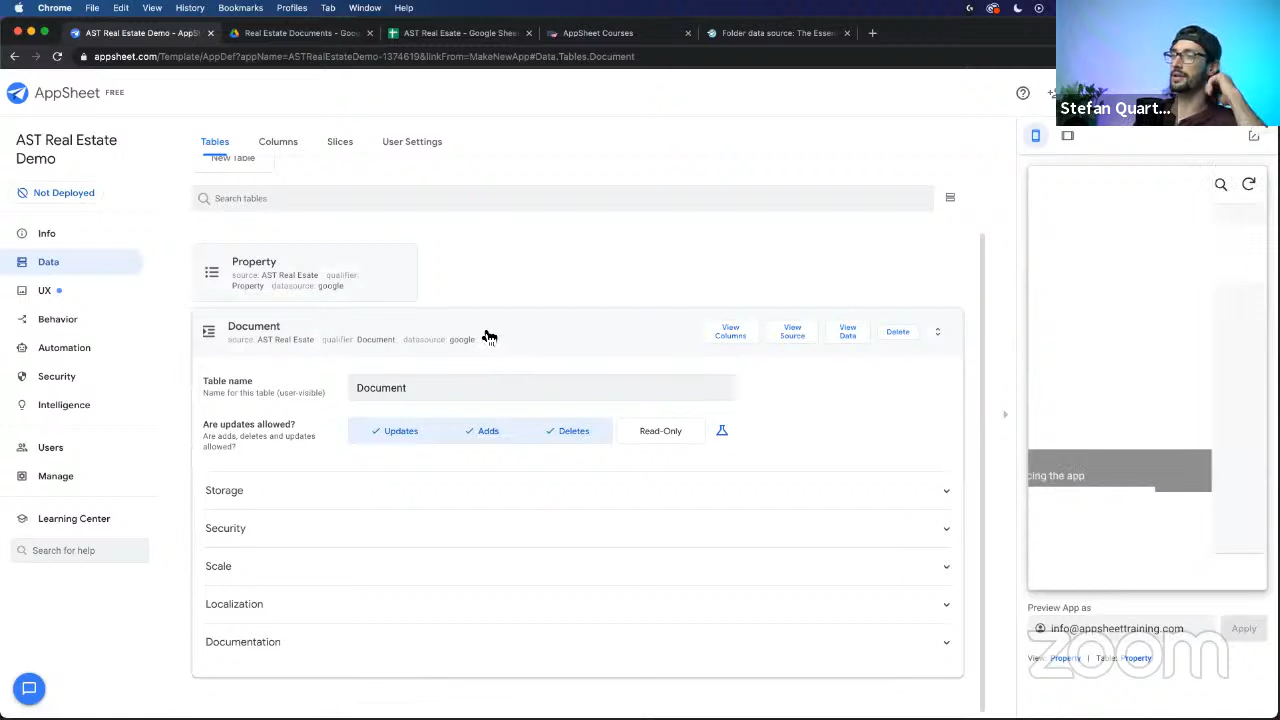 Chrome File Edit View History Bookmarks Profiles Tab Window Help
AST Real Estate Demo - AppSh
Real Estate Documents - Goog
AST Real Esate - Google Sheet
AppSheet Courses
Folder data source: The Essen
appsheet.com/Template/AppDef?appName=ASTRealEstateDemo-1374619&linkFrom=MakeNewApp#Data.Tables.Document
AppSheet FREE
Stefan Quart...
AST Real Estate
Demo
Not Deployed
Info
Data
UX
Behavior
Automation
Security
Intelligence
Users
Manage
Learning Center
Search for help
Tables Columns Slices User Settings
New Table
Search tables
Property
source: AST Real Esate qualifier:
Property datasource: google
Document
source: AST Real Esate qualifier: Document datasource: google
View
Columns
View
Source
View
Data
Delete
Table name
Name for this table (user-visible)
Document
Are updates allowed?
Are adds, deletes and updates
allowed?
Updates Adds Deletes Read-Only
Storage
Security
Scale
Localization
Documentation
cing the app
Preview App as
info@appsheettraining.com Apply
View: Property | Table: Property
zoom